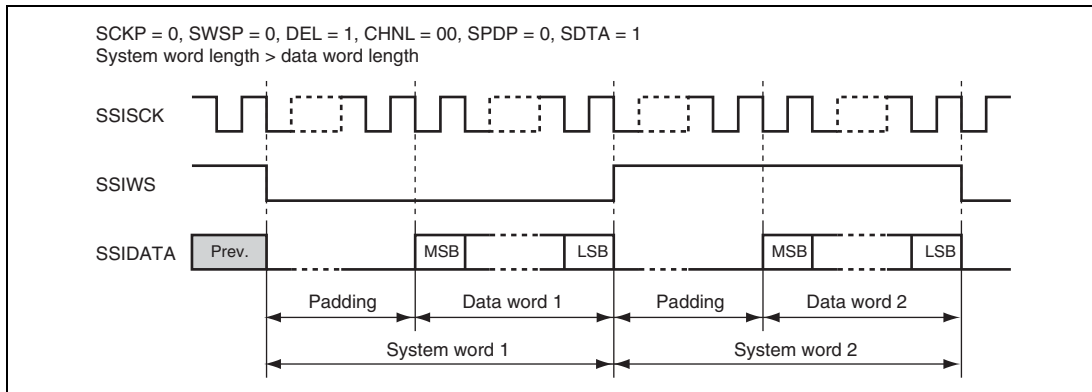 SCKP = 0, SWSP = 0, DEL = 1, CHNL = 00, SPDP = 0, SDTA = 1
System word length > data word length
SSISCK
SSIWS
SSIDATA
Prev.
MSB
LSB
MSB
LSB
Padding
Data word 1
Padding
Data word 2
System word 1
System word 2